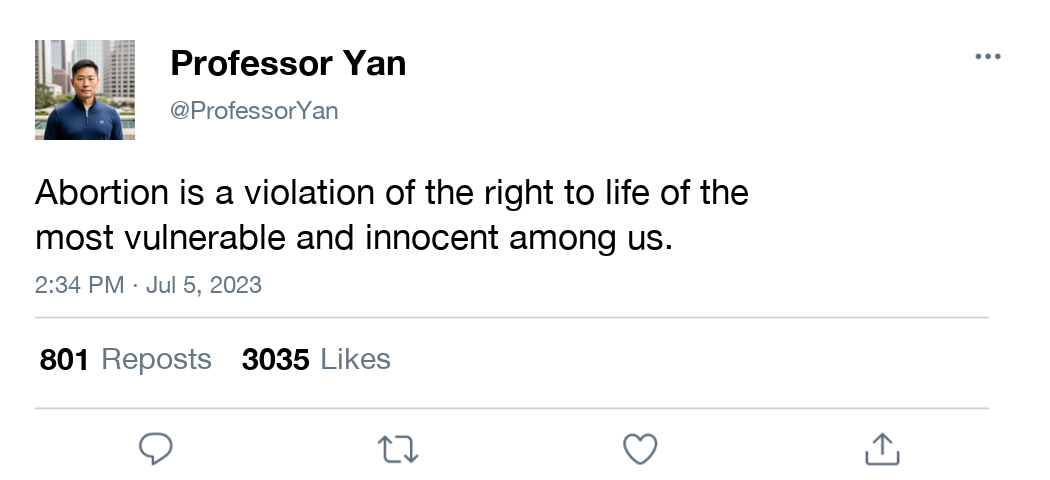 Professor Yan
@ProfessorYan
Abortion is a violation of the right to life of the
most vulnerable and innocent among us.
2:34 PM · Jul 5, 2023
801 Reposts 3035 Likes